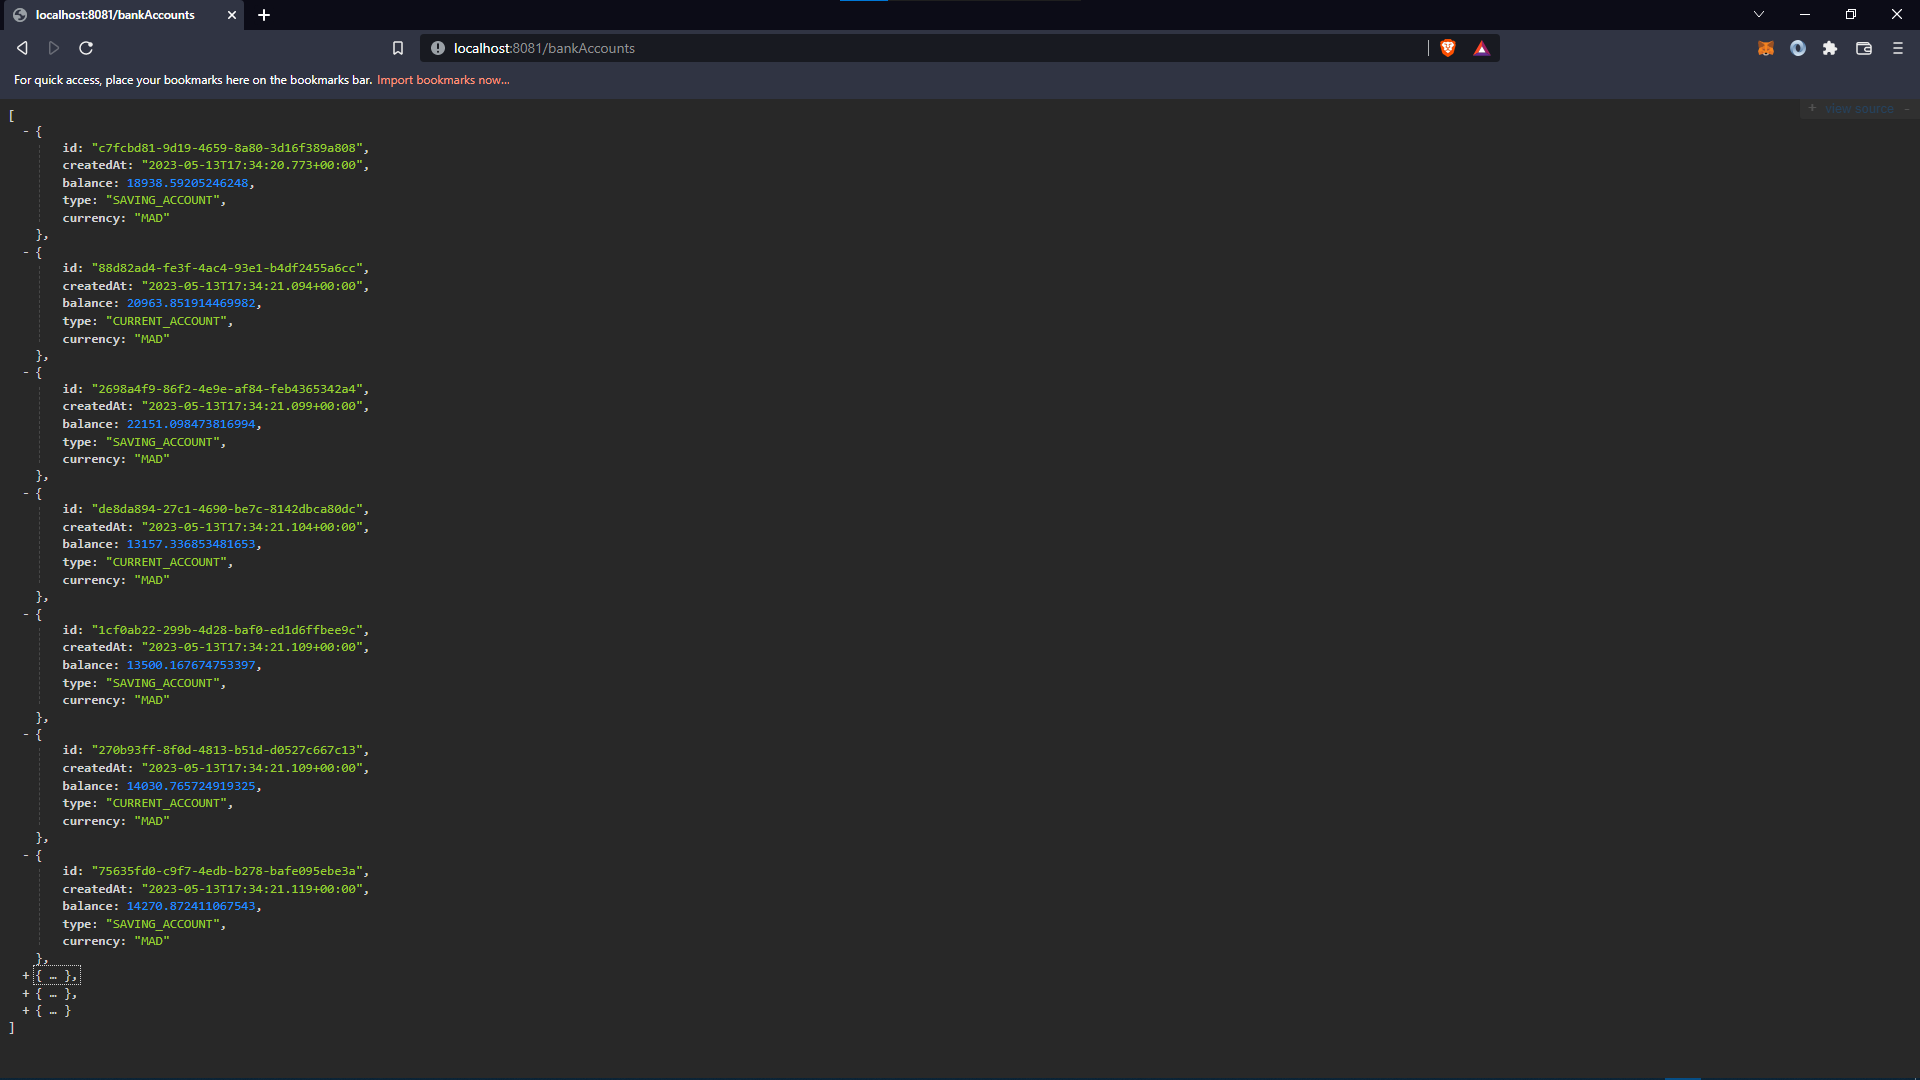 localhost:8081/bankAccounts
localhost:8081/bankAccounts
For quick access, place your bookmarks here on the bookmarks bar. Import bookmarks now...
+ view source -
[
- {
id: "c7fcbd81-9d19-4659-8a80-3d16f389a808",
createdAt: "2023-05-13T17:34:20.773+00:00",
balance: 18938.59205246248,
type: "SAVING_ACCOUNT",
currency: "MAD"
},
- {
id: "88d82ad4-fe3f-4ac4-93e1-b4df2455a6cc",
createdAt: "2023-05-13T17:34:21.094+00:00",
balance: 20963.851914469982,
type: "CURRENT_ACCOUNT",
currency: "MAD"
},
- {
id: "2698a4f9-86f2-4e9e-af84-feb4365342a4",
createdAt: "2023-05-13T17:34:21.099+00:00",
balance: 22151.098473816994,
type: "SAVING_ACCOUNT",
currency: "MAD"
},
- {
id: "de8da894-27c1-4690-be7c-8142dbca80dc",
createdAt: "2023-05-13T17:34:21.104+00:00",
balance: 13157.336853481653,
type: "CURRENT_ACCOUNT",
currency: "MAD"
},
- {
id: "1cf0ab22-299b-4d28-baf0-ed1d6ffbee9c",
createdAt: "2023-05-13T17:34:21.109+00:00",
balance: 13500.167674753397,
type: "SAVING_ACCOUNT",
currency: "MAD"
},
- {
id: "270b93ff-8f0d-4813-b51d-d0527c667c13",
createdAt: "2023-05-13T17:34:21.109+00:00",
balance: 14030.765724919325,
type: "CURRENT_ACCOUNT",
currency: "MAD"
},
- {
id: "75635fd0-c9f7-4edb-b278-bafe095ebe3a",
createdAt: "2023-05-13T17:34:21.119+00:00",
balance: 14270.872411067543,
type: "SAVING_ACCOUNT",
currency: "MAD"
},
+ { … },
+ { … },
+ { … }
]